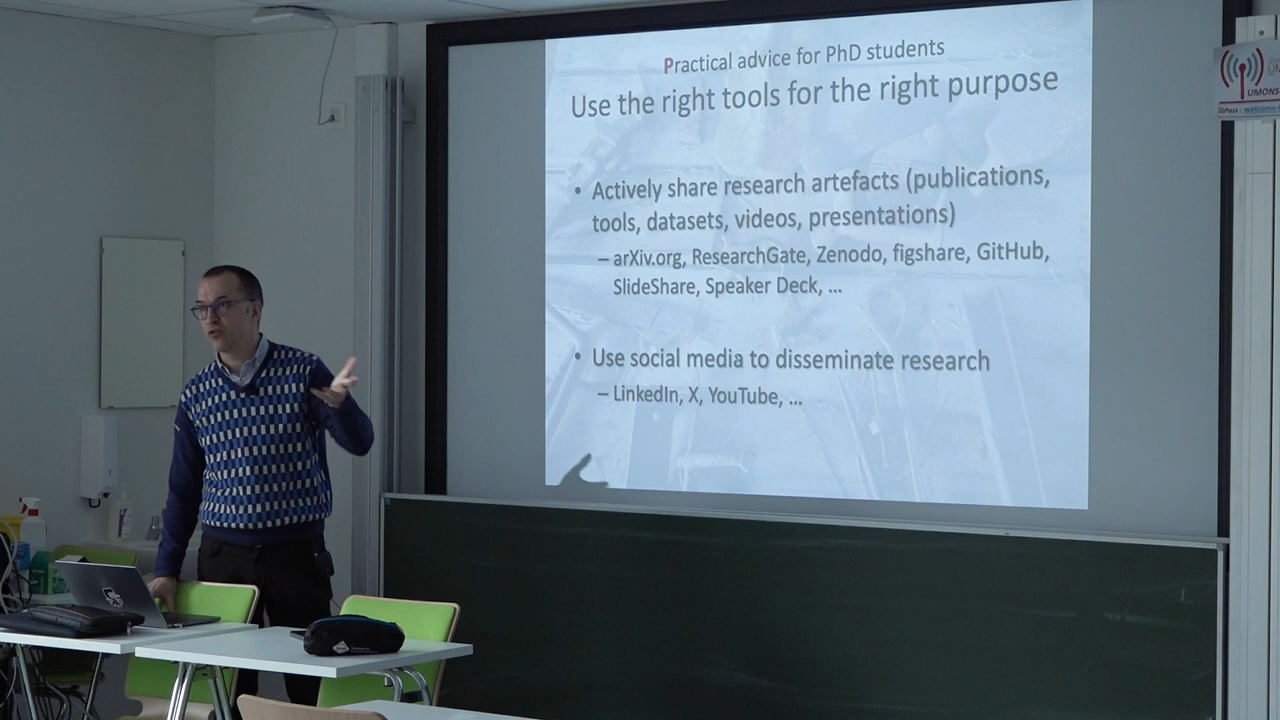 Practical advice for PhD students
Use the right tools for the right purpose
• Actively share research artefacts (publications,
tools, datasets, videos, presentations)
– arXiv.org, ResearchGate, Zenodo, figshare, GitHub,
SlideShare, Speaker Deck, ...
• Use social media to disseminate research
– LinkedIn, X, YouTube, ...
UMONS
Pass : welcome